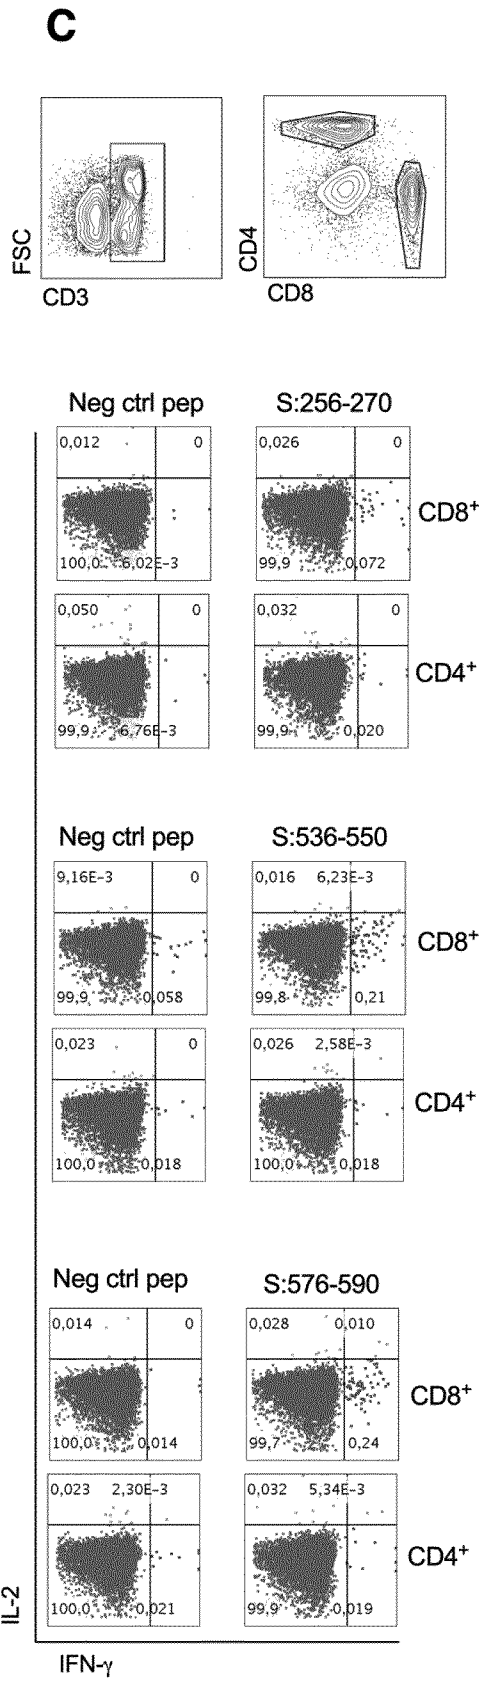 C
FSC
CD3
CD4
CD8
Neg ctrl pep S:256-270
0,012 0 0,026 0
CD8+
100,0 6,02E-3 99,9 0,072
0,050 0 0,032 0
CD4+
99,9 6,76E-3 99,9 0,020
Neg ctrl pep S:536-550
9,16E-3 0 0,016 6,23E-3
CD8+
99,9 0,058 99,8 0,21
0,023 0 0,026 2,58E-3
CD4+
100,0 0,018 100,0 0,018
Neg ctrl pep S:576-590
0,014 0 0,028 0,010
CD8+
100,0 0,014 99,7 0,24
0,023 2,30E-3 0,032 5,34E-3
CD4+
100,0 0,021 99,9 0,019
IL-2
IFN-γ